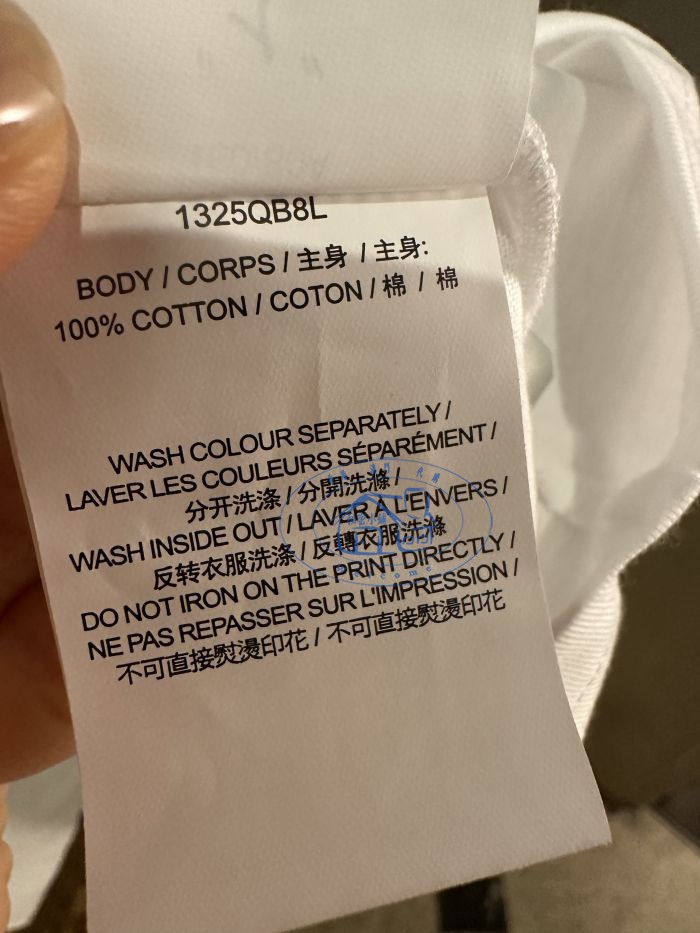 1325QB8L
BODY / CORPS / 主身 / 主身:
100% COTTON / COTON / 棉 / 棉
WASH COLOUR SEPARATELY /
LAVER LES COULEURS SÉPARÉMENT /
分开洗涤 / 分開洗滌 /
WASH INSIDE OUT / LAVER À L'ENVERS /
反转衣服洗涤 / 反轉衣服洗滌
DO NOT IRON ON THE PRINT DIRECTLY /
NE PAS REPASSER SUR L'IMPRESSION /
不可直接熨烫印花 / 不可直接熨燙印花